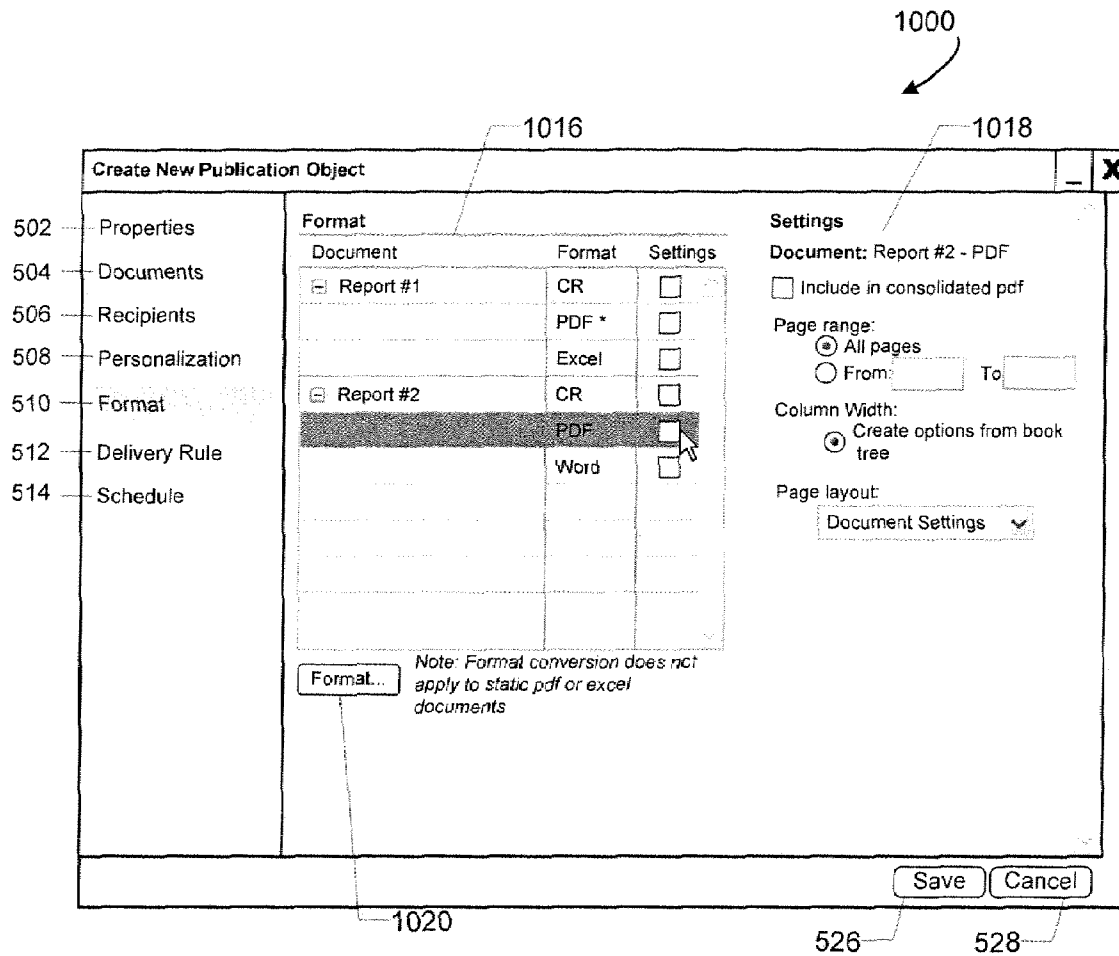 1000
1016
1018
Create New Publication Object _ X
502 Properties
504 Documents
506 Recipients
508 Personalization
510 Format
512 Delivery Rule
514 Schedule
Format
Document Format Settings
Report #1 CR
PDF *
Excel
Report #2 CR
PDF
Word
Format...
Note: Format conversion does not
apply to static pdf or excel
documents
Settings
Document: Report #2 - PDF
Include in consolidated pdf
Page range:
All pages
From: To
Column Width:
Create options from book
tree
Page layout:
Document Settings
Save Cancel
1020
526
528